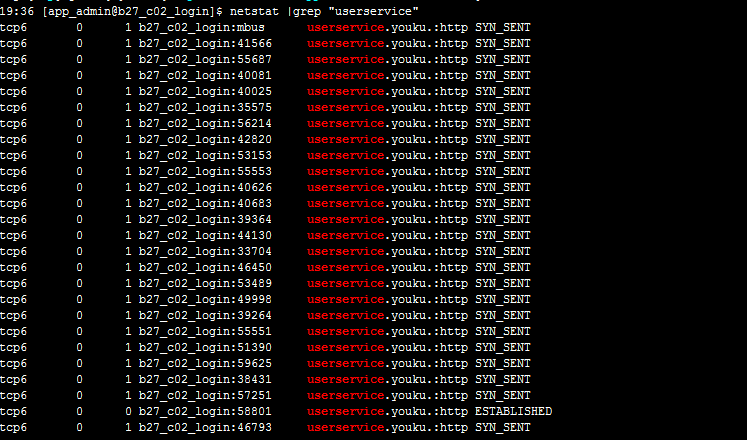 19:36 [app_admin@b27_c02_login]$ netstat |grep "userservice"
tcp6 0 1 b27_c02_login:mbus userservice.youku.:http SYN_SENT
tcp6 0 1 b27_c02_login:41566 userservice.youku.:http SYN_SENT
tcp6 0 1 b27_c02_login:55687 userservice.youku.:http SYN_SENT
tcp6 0 1 b27_c02_login:40081 userservice.youku.:http SYN_SENT
tcp6 0 1 b27_c02_login:40025 userservice.youku.:http SYN_SENT
tcp6 0 1 b27_c02_login:35575 userservice.youku.:http SYN_SENT
tcp6 0 1 b27_c02_login:56214 userservice.youku.:http SYN_SENT
tcp6 0 1 b27_c02_login:42820 userservice.youku.:http SYN_SENT
tcp6 0 1 b27_c02_login:53153 userservice.youku.:http SYN_SENT
tcp6 0 1 b27_c02_login:55553 userservice.youku.:http SYN_SENT
tcp6 0 1 b27_c02_login:40626 userservice.youku.:http SYN_SENT
tcp6 0 1 b27_c02_login:40683 userservice.youku.:http SYN_SENT
tcp6 0 1 b27_c02_login:39364 userservice.youku.:http SYN_SENT
tcp6 0 1 b27_c02_login:44130 userservice.youku.:http SYN_SENT
tcp6 0 1 b27_c02_login:33704 userservice.youku.:http SYN_SENT
tcp6 0 1 b27_c02_login:46450 userservice.youku.:http SYN_SENT
tcp6 0 1 b27_c02_login:53489 userservice.youku.:http SYN_SENT
tcp6 0 1 b27_c02_login:49998 userservice.youku.:http SYN_SENT
tcp6 0 1 b27_c02_login:39264 userservice.youku.:http SYN_SENT
tcp6 0 1 b27_c02_login:55551 userservice.youku.:http SYN_SENT
tcp6 0 1 b27_c02_login:51390 userservice.youku.:http SYN_SENT
tcp6 0 1 b27_c02_login:59625 userservice.youku.:http SYN_SENT
tcp6 0 1 b27_c02_login:38431 userservice.youku.:http SYN_SENT
tcp6 0 1 b27_c02_login:57251 userservice.youku.:http SYN_SENT
tcp6 0 0 b27_c02_login:58801 userservice.youku.:http ESTABLISHED
tcp6 0 1 b27_c02_login:46793 userservice.youku.:http SYN_SENT